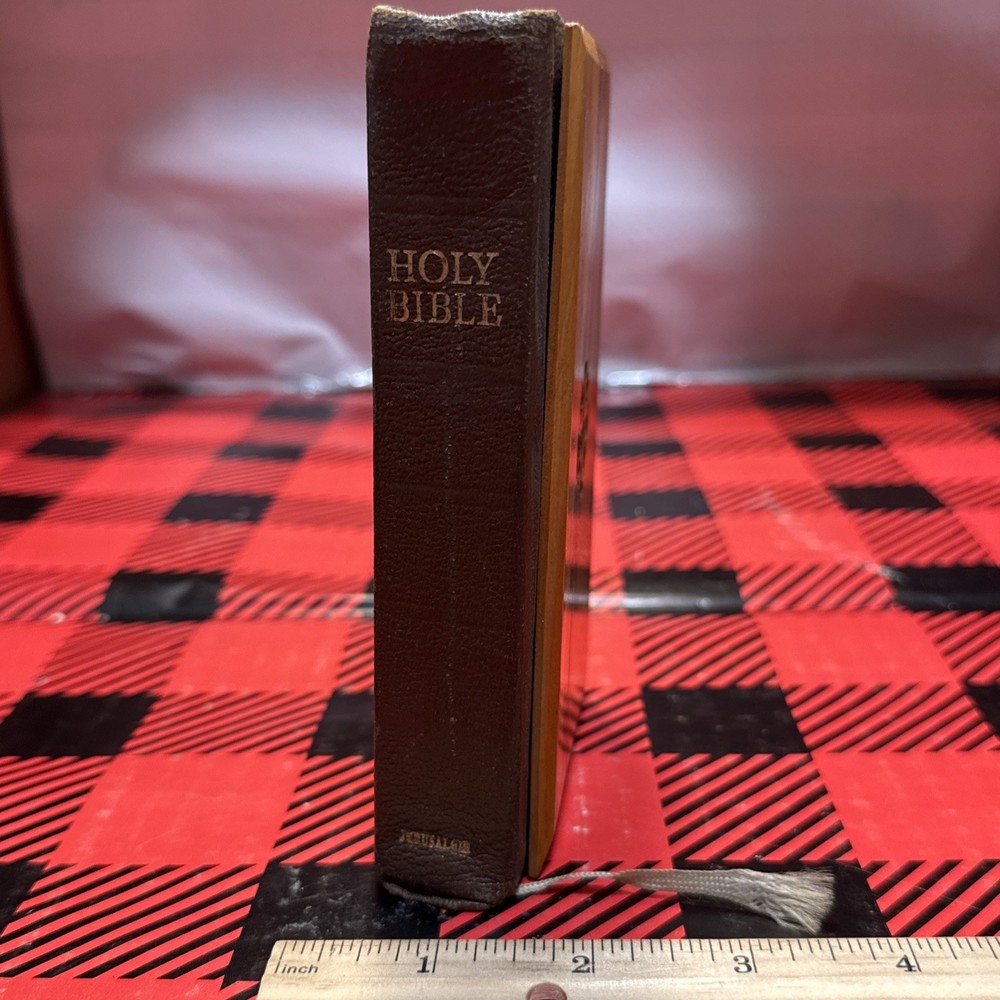 HOLY
BIBLE
JERUSALEM
inch 1 2 3 4